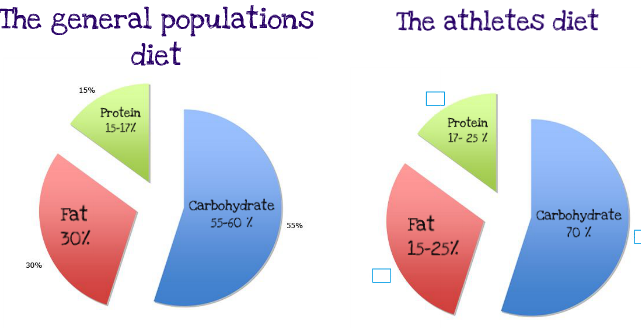 The general populations
diet
15%
Protein
15-17%
Fat
30%
Carbohydrate
55-60 %
55%
30%
The athletes diet
Protein
17- 25 %
Fat
15-25%
Carbohydrate
70 %